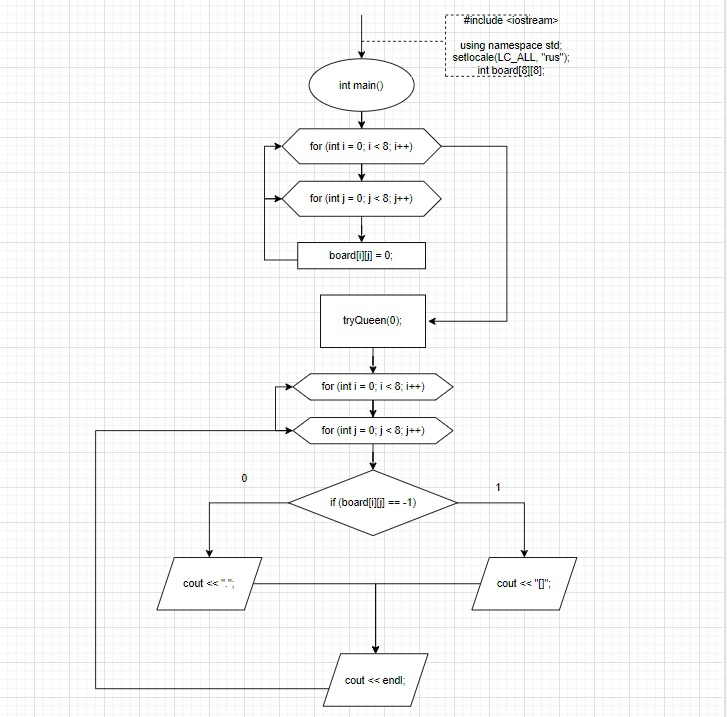 #include <iostream>
using namespace std;
setlocale(LC_ALL, "rus");
int board[8][8];
int main()
for (int i = 0; i < 8; i++)
for (int j = 0; j < 8; j++)
board[i][j] = 0;
tryQueen(0);
for (int i = 0; i < 8; i++)
for (int j = 0; j < 8; j++)
if (board[i][j] == -1)
0
1
cout << ".";
cout << "[]";
cout << endl;